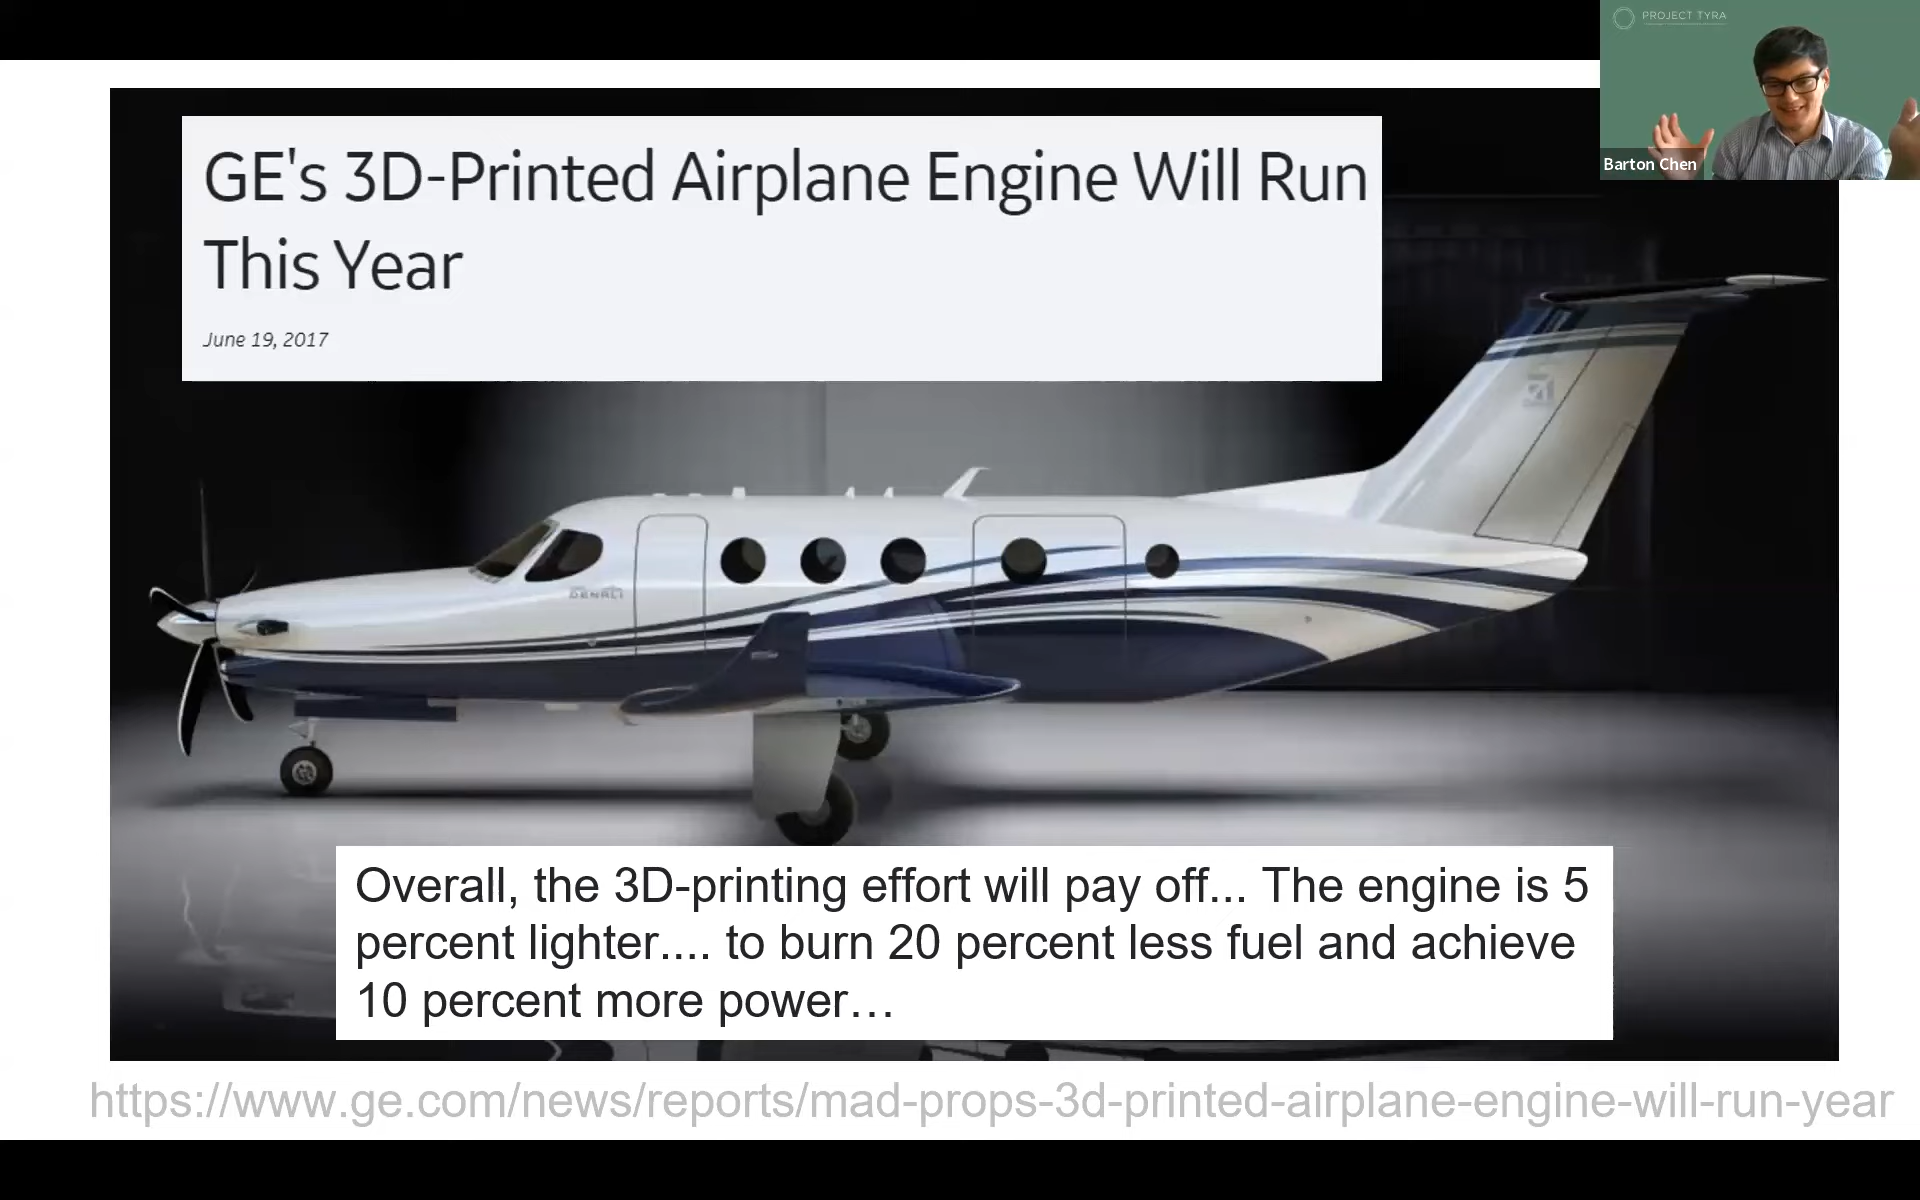 PROJECT TYRA
Barton Chen
GE's 3D-Printed Airplane Engine Will Run
This Year
June 19, 2017
DENALI
Overall, the 3D-printing effort will pay off... The engine is 5
percent lighter.... to burn 20 percent less fuel and achieve
10 percent more power…
https://www.ge.com/news/reports/mad-props-3d-printed-airplane-engine-will-run-year